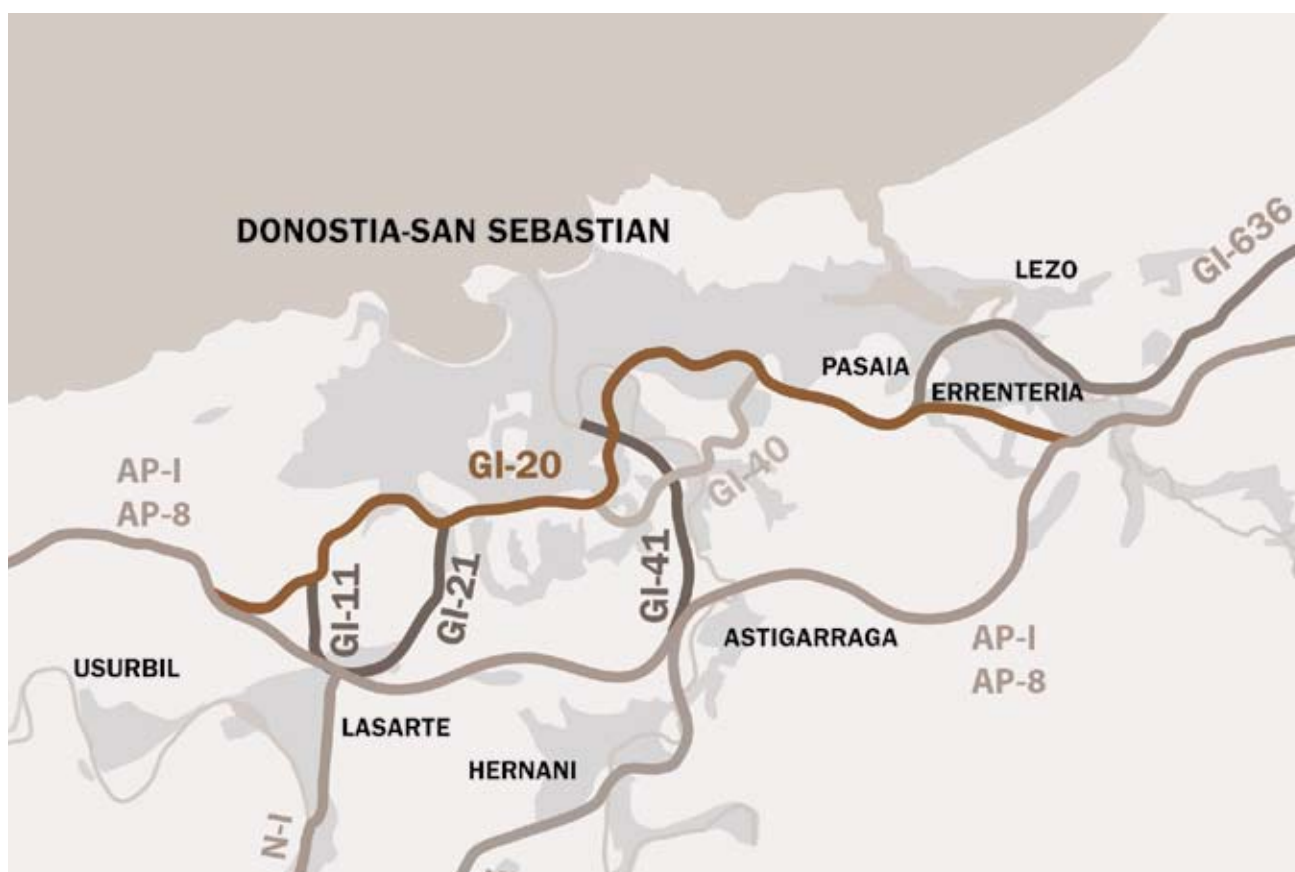 DONOSTIA-SAN SEBASTIAN
GI-636
LEZO
PASAIA
ERRENTERIA
GI-20
GI-40
AP-I
AP-8
GI-11
GI-21
GI-41
ASTIGARRAGA
AP-I
AP-8
USURBIL
LASARTE
HERNANI
N-I